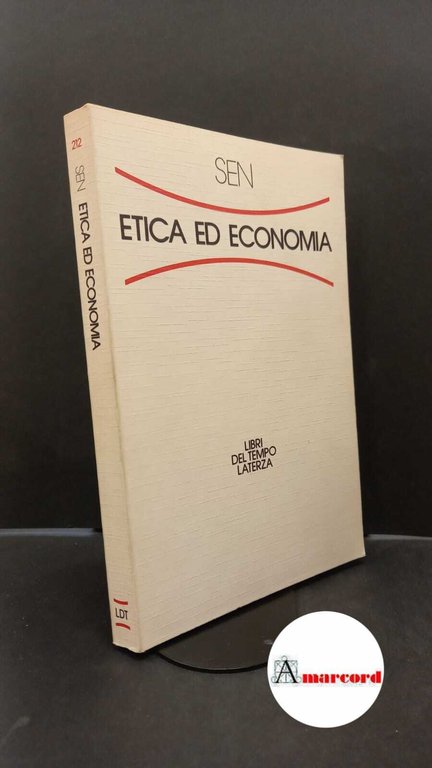 212
SEN
ETICA ED ECONOMIA
LDT
SEN
ETICA ED ECONOMIA
LIBRI
DEL TEMPO
LATERZA
Amarcord